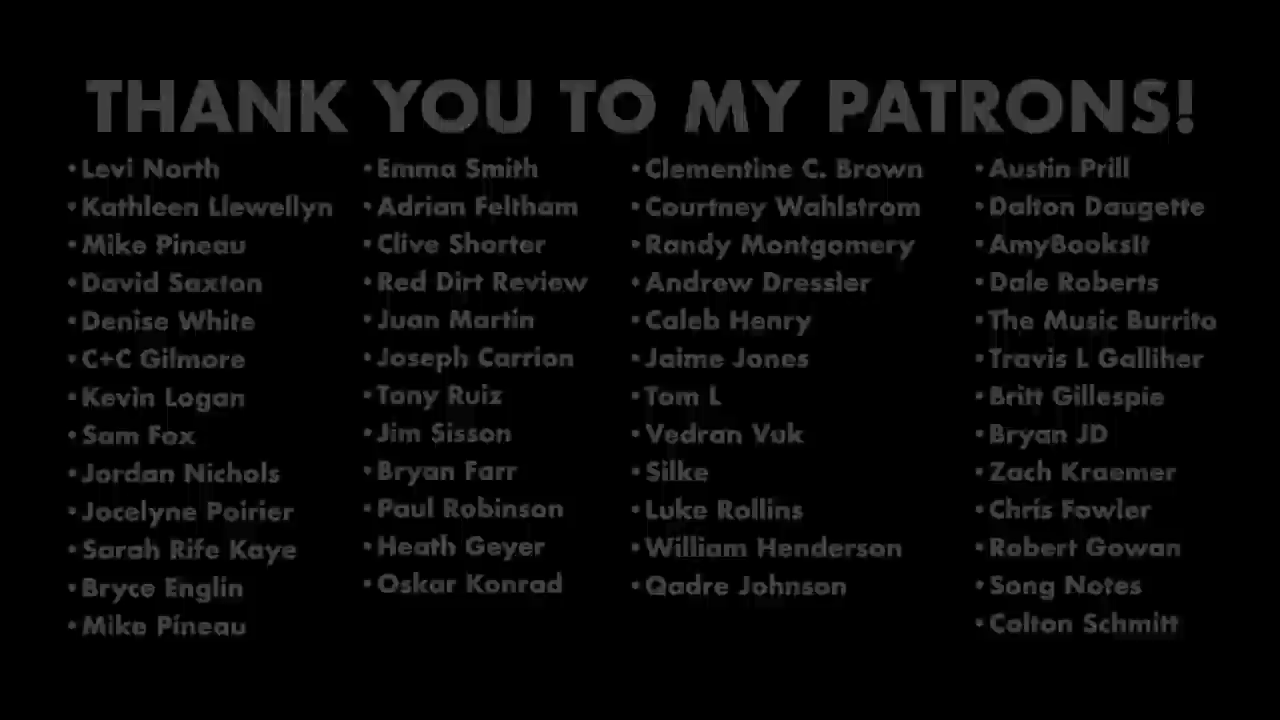 THANK YOU TO MY PATRONS!
• Levi North
• Kathleen Llewellyn
• Mike Pineau
• David Saxton
• Denise White
• C+C Gilmore
• Kevin Logan
• Sam Fox
• Jordan Nichols
• Jocelyne Poirier
• Sarah Rife Kaye
• Bryce Englin
• Mike Pineau
• Emma Smith
• Adrian Feltham
• Clive Shorter
• Red Dirt Review
• Juan Martin
• Joseph Carrion
• Tony Ruiz
• Jim Sisson
• Bryan Farr
• Paul Robinson
• Heath Geyer
• Oskar Konrad
• Clementine C. Brown
• Courtney Wahlstrom
• Randy Montgomery
• Andrew Dressler
• Caleb Henry
• Jaime Jones
• Tom L
• Vedran Vuk
• Silke
• Luke Rollins
• William Henderson
• Qadre Johnson
• Austin Prill
• Dalton Daugette
• AmyBooksIt
• Dale Roberts
• The Music Burrito
• Travis L Galliher
• Britt Gillespie
• Bryan JD
• Zach Kraemer
• Chris Fowler
• Robert Gowan
• Song Notes
• Colton Schmitt